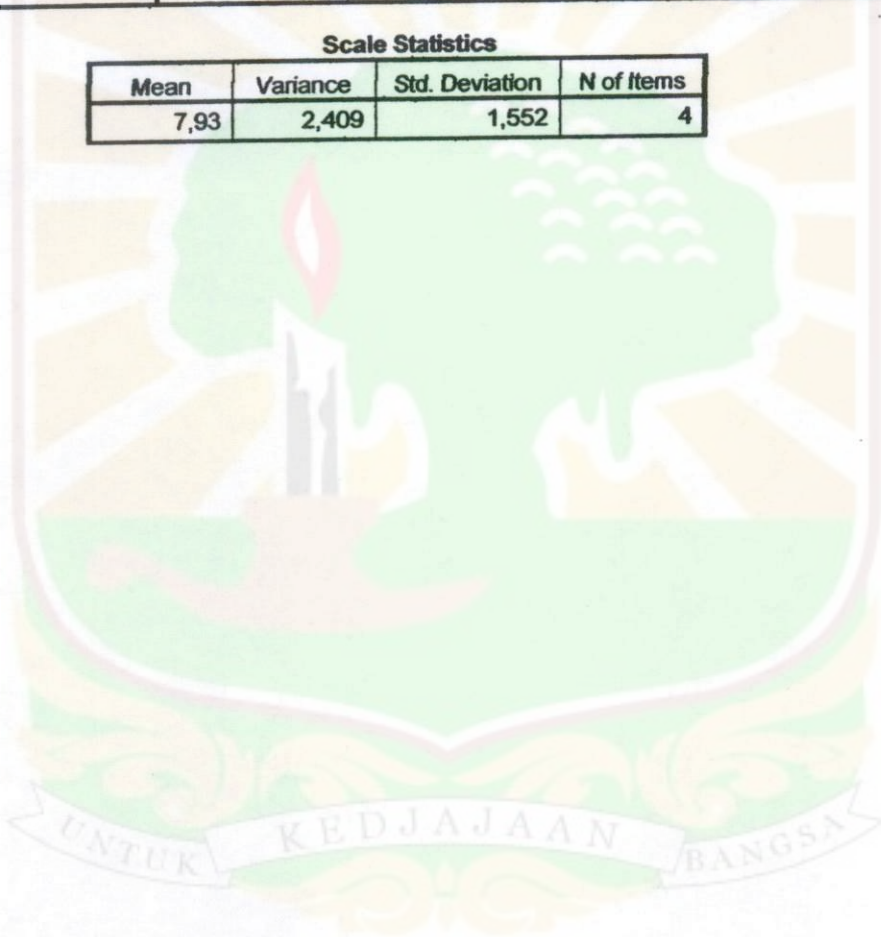 Scale Statistics
Mean Variance Std. Deviation N of Items
7,93 2,409 1,552 4
UNTUK KEDJAJAAN BANGSA